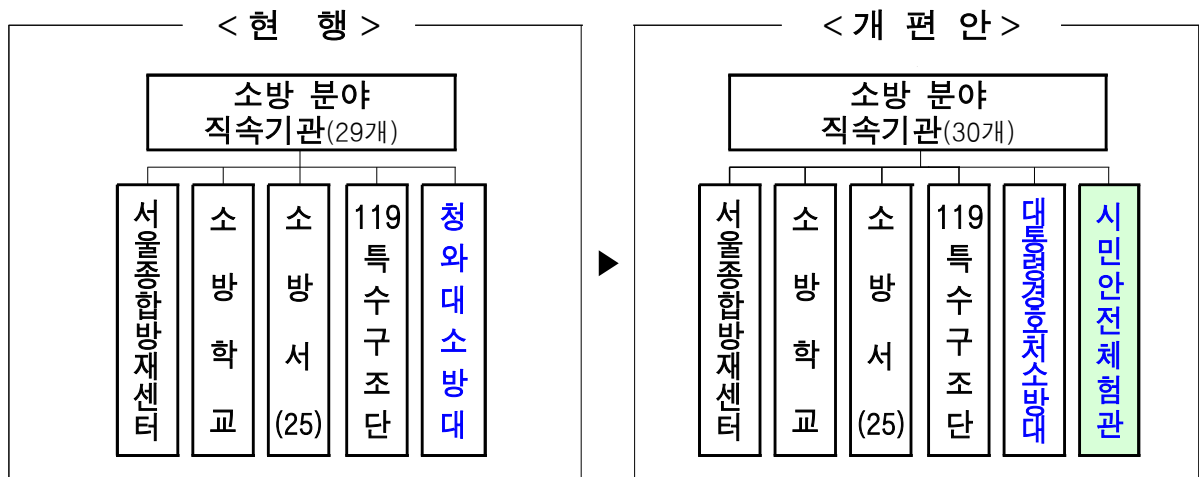 < 현 행 >
소방 분야
직속기관(29개)
서울종합방재센터
소방학교
소방서(25)
119특수구조단
청와대소방대
▶
< 개 편 안 >
소방 분야
직속기관(30개)
서울종합방재센터
소방학교
소방서(25)
119특수구조단
대통령경호처소방대
시민안전체험관